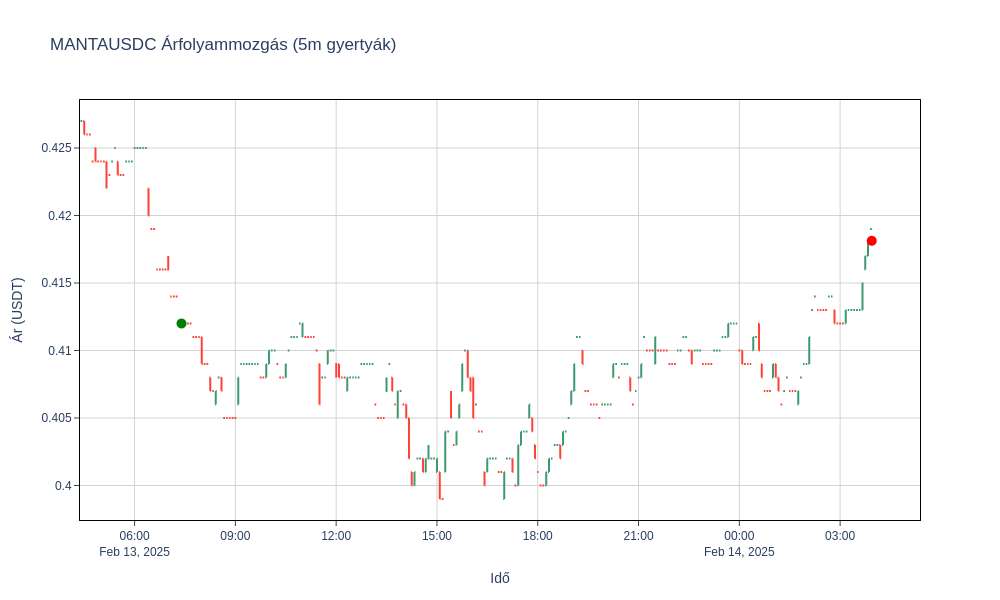 MANTAUSDC Árfolyammozgás (5m gyertyák)
0.425
0.42
0.415
0.41
0.405
0.4
Ár (USDT)
06:00 09:00 12:00 15:00 18:00 21:00 00:00 03:00
Feb 13, 2025 Feb 14, 2025
Idő